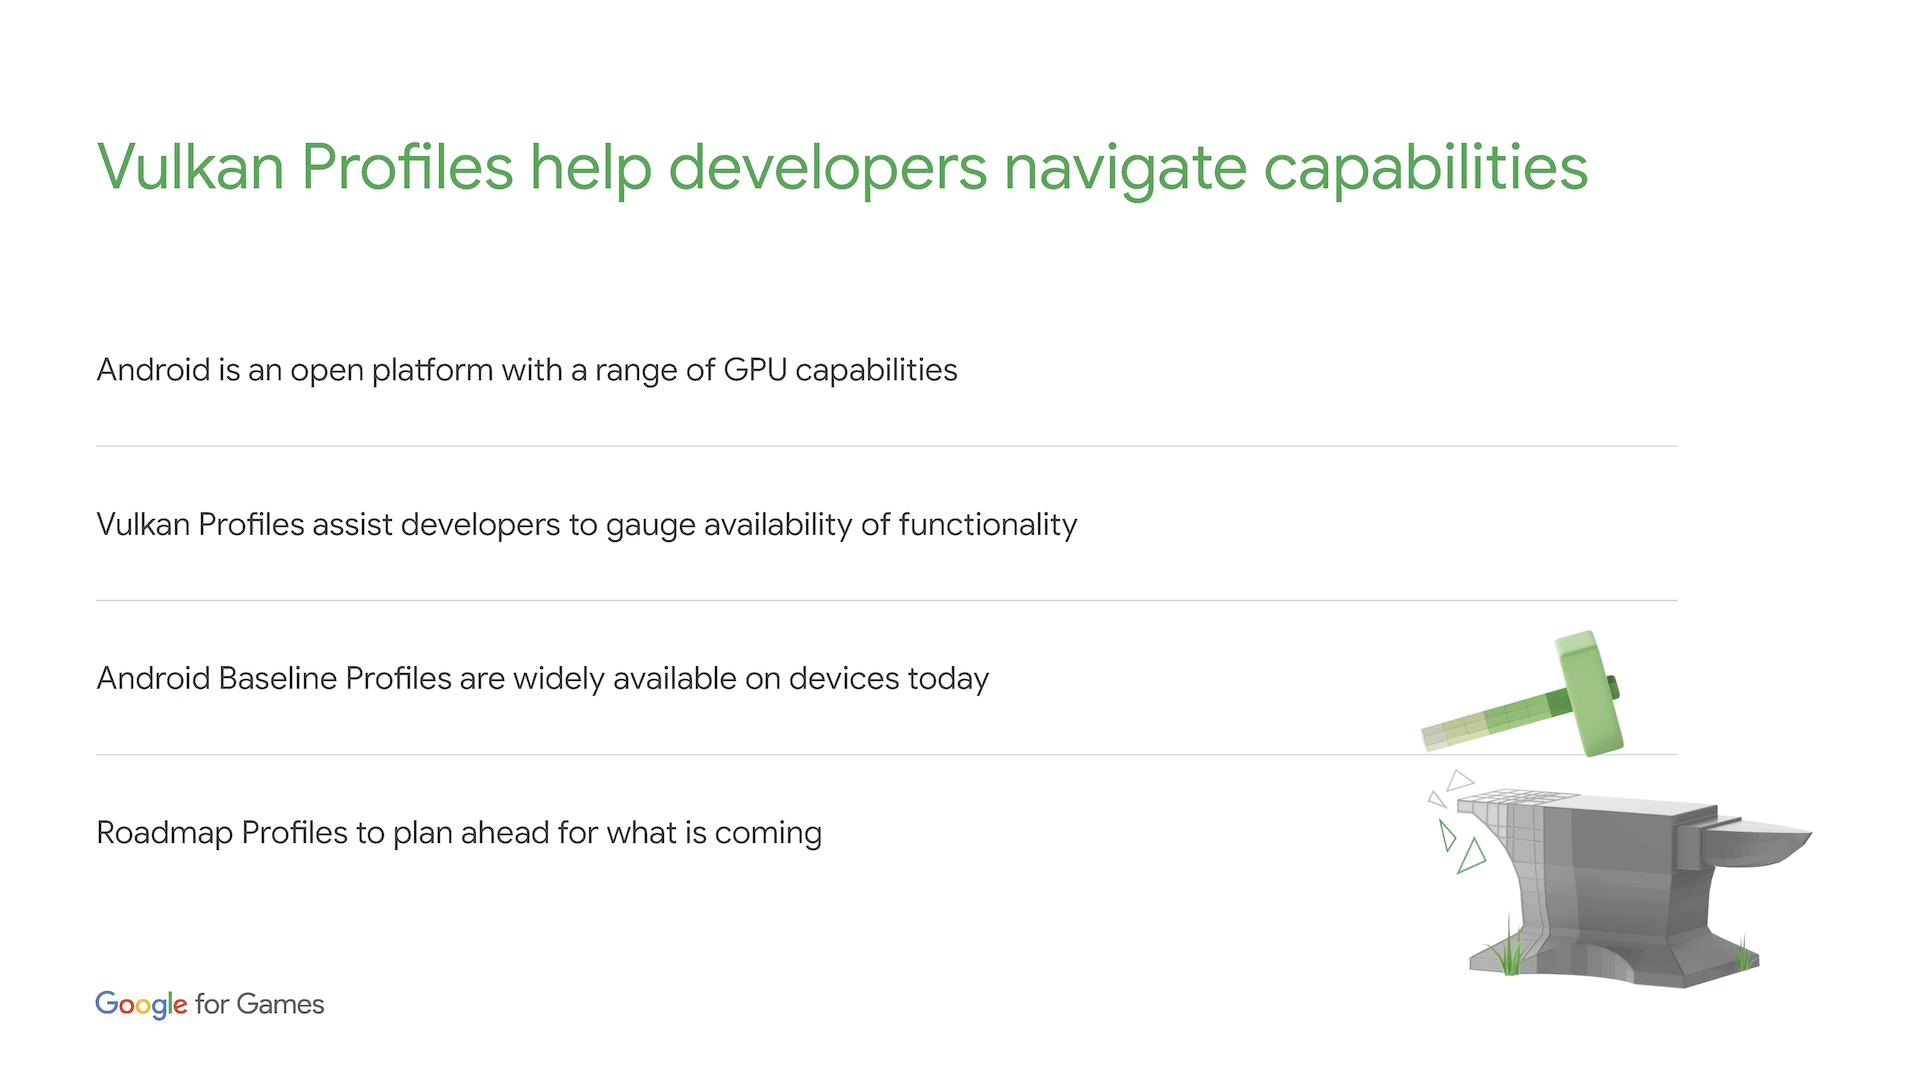 Vulkan Profiles help developers navigate capabilities
Android is an open platform with a range of GPU capabilities
Vulkan Profiles assist developers to gauge availability of functionality
Android Baseline Profiles are widely available on devices today
Roadmap Profiles to plan ahead for what is coming
Google for Games